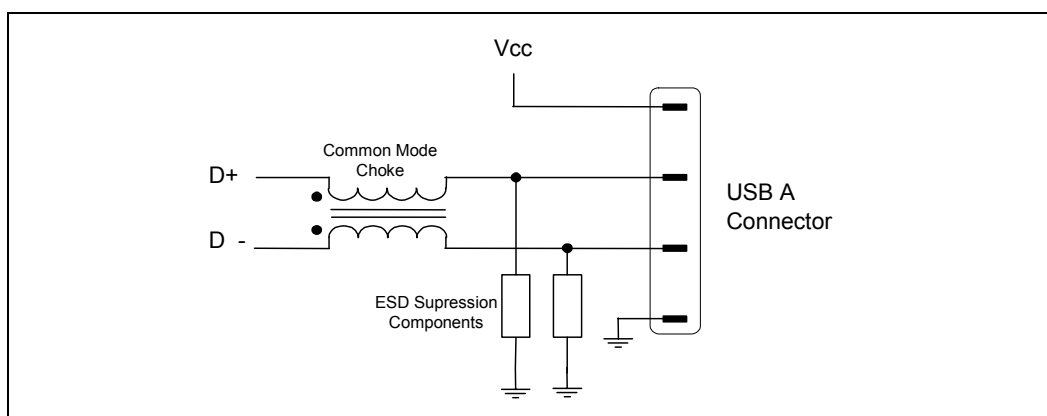 Vcc
Common Mode
Choke
D+
D -
USB A
Connector
ESD Supression
Components